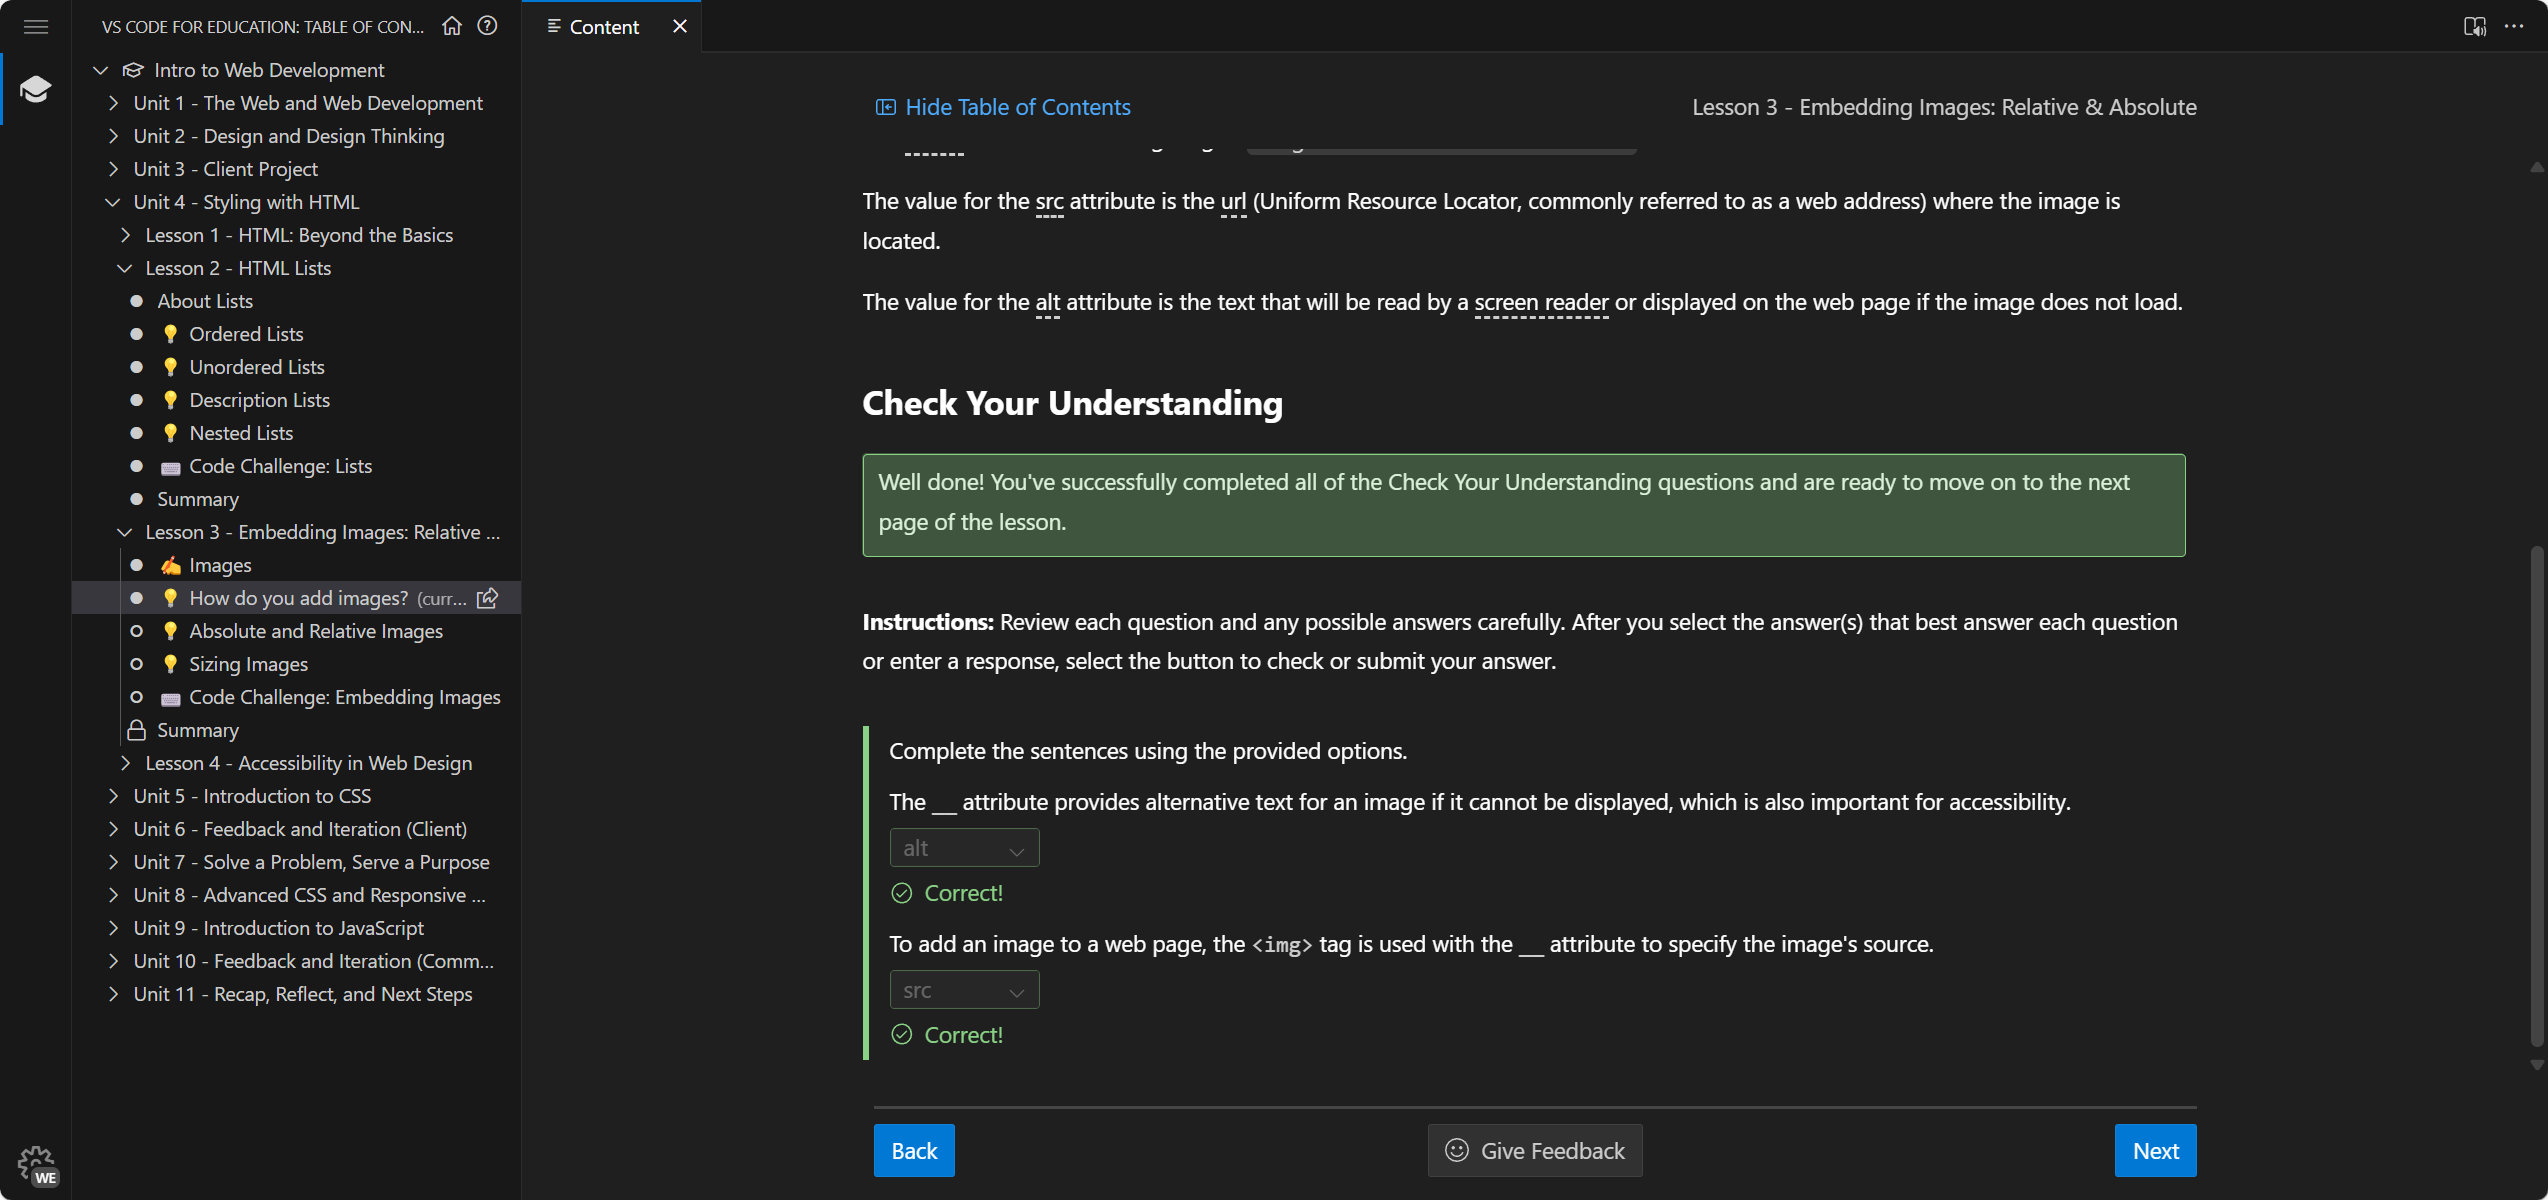 VS CODE FOR EDUCATION: TABLE OF CON...
Intro to Web Development
Unit 1 - The Web and Web Development
Unit 2 - Design and Design Thinking
Unit 3 - Client Project
Unit 4 - Styling with HTML
Lesson 1 - HTML: Beyond the Basics
Lesson 2 - HTML Lists
About Lists
Ordered Lists
Unordered Lists
Description Lists
Nested Lists
Code Challenge: Lists
Summary
Lesson 3 - Embedding Images: Relative ...
Images
How do you add images? (curr...
Absolute and Relative Images
Sizing Images
Code Challenge: Embedding Images
Summary
Lesson 4 - Accessibility in Web Design
Unit 5 - Introduction to CSS
Unit 6 - Feedback and Iteration (Client)
Unit 7 - Solve a Problem, Serve a Purpose
Unit 8 - Advanced CSS and Responsive ...
Unit 9 - Introduction to JavaScript
Unit 10 - Feedback and Iteration (Comm...
Unit 11 - Recap, Reflect, and Next Steps
WE
Content
Hide Table of Contents
Lesson 3 - Embedding Images: Relative & Absolute
The value for the src attribute is the url (Uniform Resource Locator, commonly referred to as a web address) where the image is
located.
The value for the alt attribute is the text that will be read by a screen reader or displayed on the web page if the image does not load.
Check Your Understanding
Well done! You've successfully completed all of the Check Your Understanding questions and are ready to move on to the next
page of the lesson.
Instructions: Review each question and any possible answers carefully. After you select the answer(s) that best answer each question
or enter a response, select the button to check or submit your answer.
Complete the sentences using the provided options.
The __ attribute provides alternative text for an image if it cannot be displayed, which is also important for accessibility.
alt
Correct!
To add an image to a web page, the <img> tag is used with the __ attribute to specify the image's source.
src
Correct!
Back
Give Feedback
Next